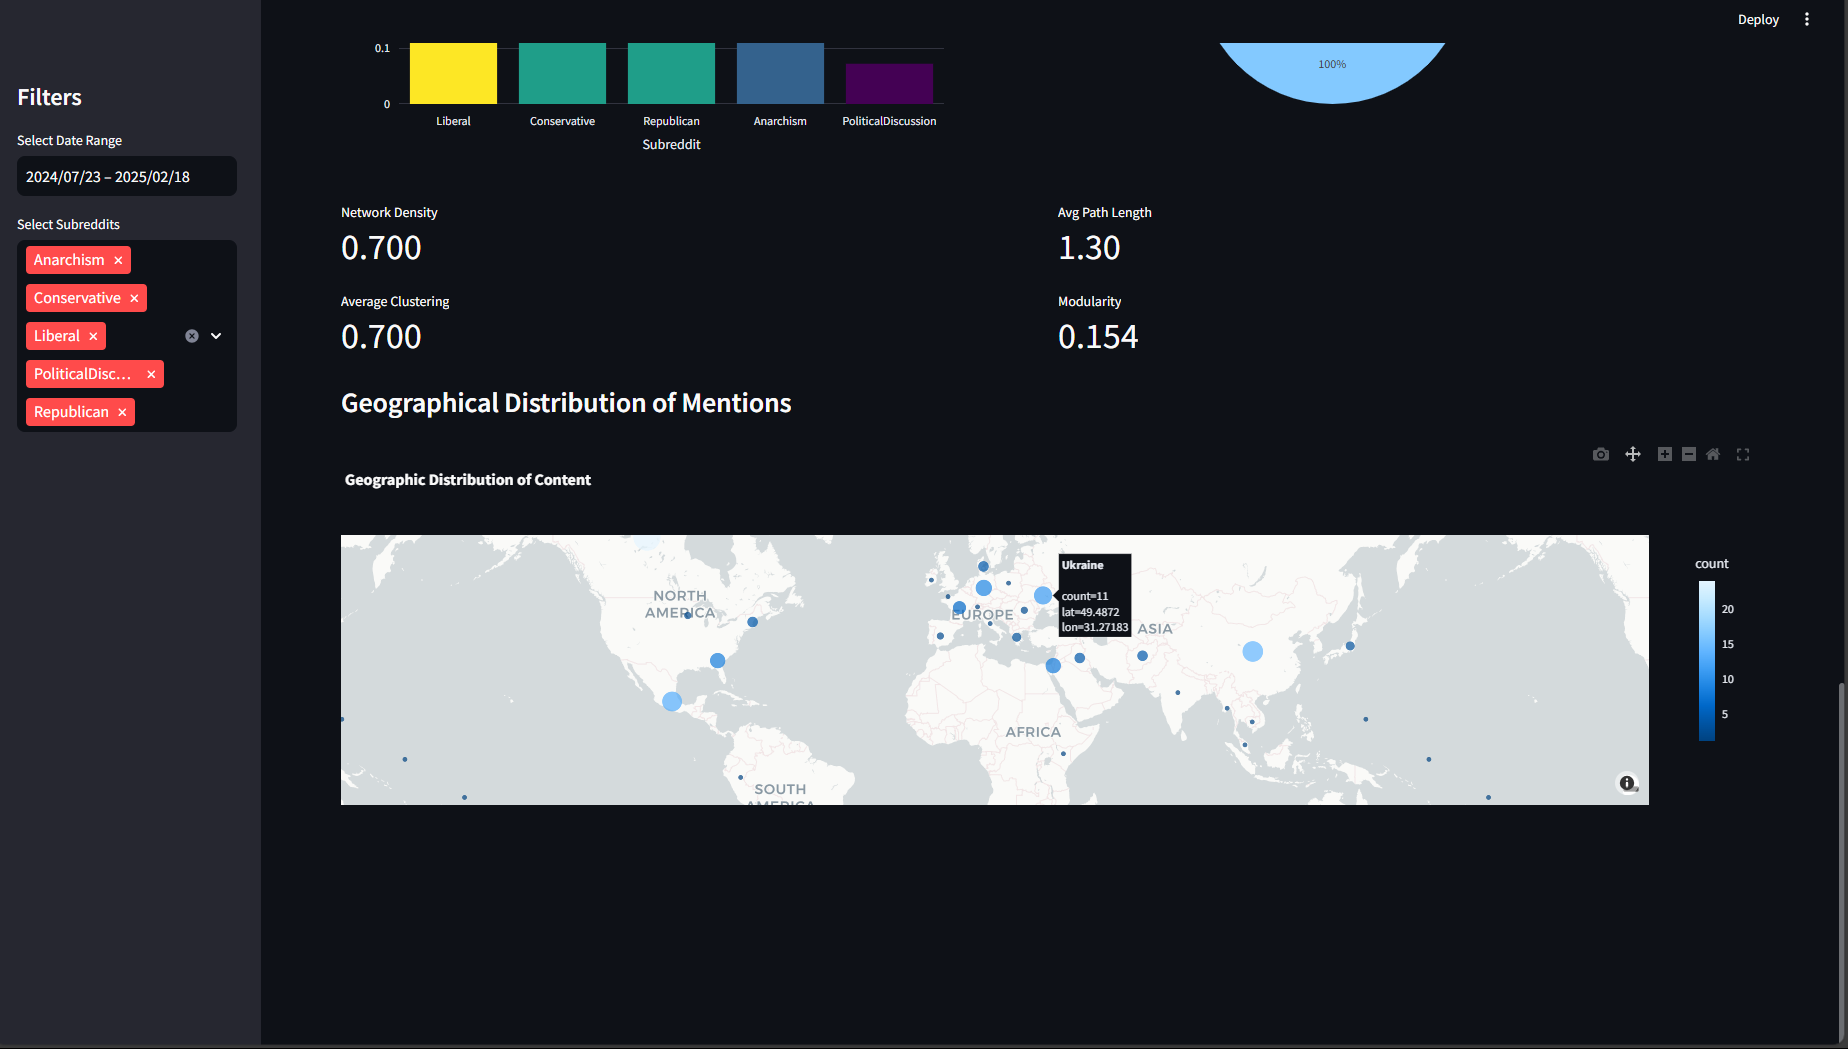 Deploy
Filters
Select Date Range
2024/07/23 – 2025/02/18
Select Subreddits
Anarchism
Conservative
Liberal
PoliticalDisc...
Republican
0.1
0
Liberal
Conservative
Republican
Anarchism
PoliticalDiscussion
Subreddit
100%
Network Density
0.700
Avg Path Length
1.30
Average Clustering
0.700
Modularity
0.154
Geographical Distribution of Mentions
Geographic Distribution of Content
NORTH
AMERICA
EUROPE
ASIA
AFRICA
SOUTH
AMERICA
Ukraine
count=11
lat=49.4872
lon=31.27183
count
20
15
10
5